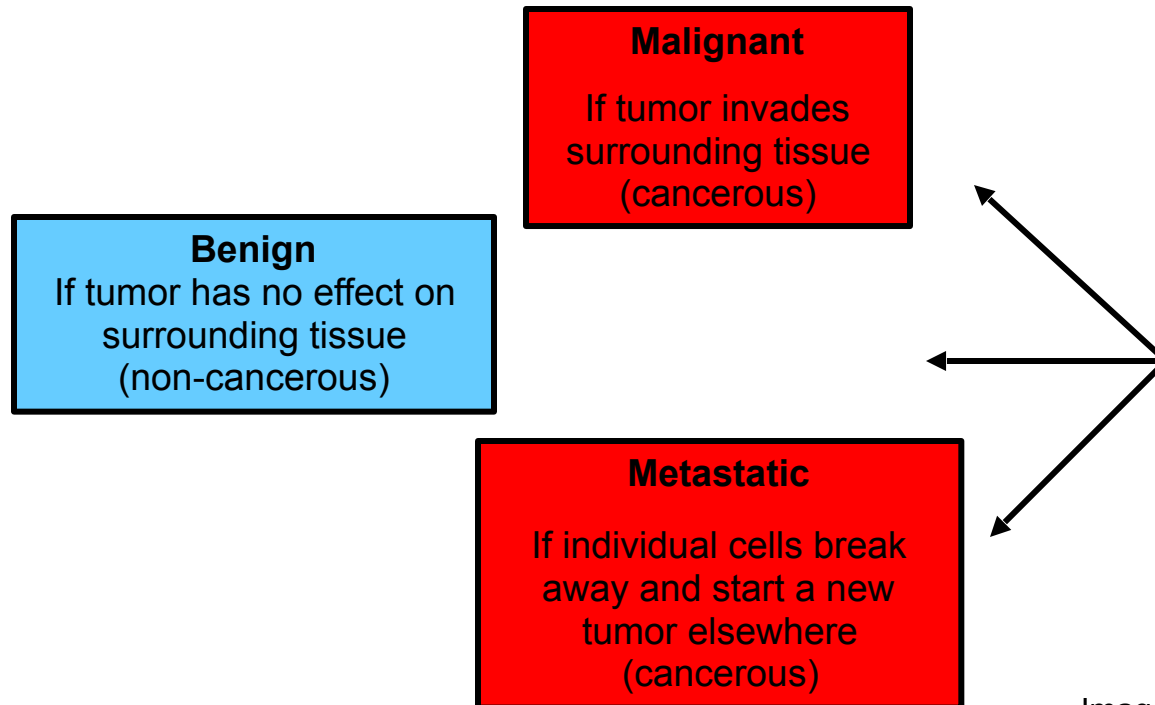 Malignant
If tumor invades
surrounding tissue
(cancerous)
Benign
If tumor has no effect on
surrounding tissue
(non-cancerous)
Metastatic
If individual cells break
away and start a new
tumor elsewhere
(cancerous)